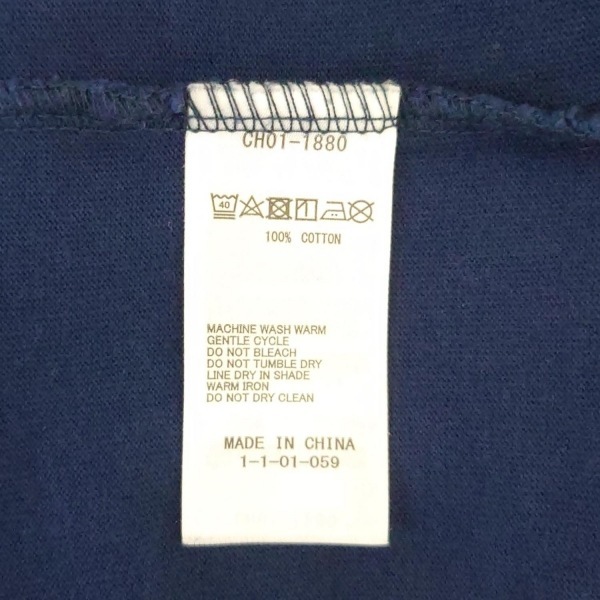 CH01-1880
40
100% COTTON
MACHINE WASH WARM
GENTLE CYCLE
DO NOT BLEACH
DO NOT TUMBLE DRY
LINE DRY IN SHADE
WARM IRON
DO NOT DRY CLEAN
MADE IN CHINA
1-1-01-059